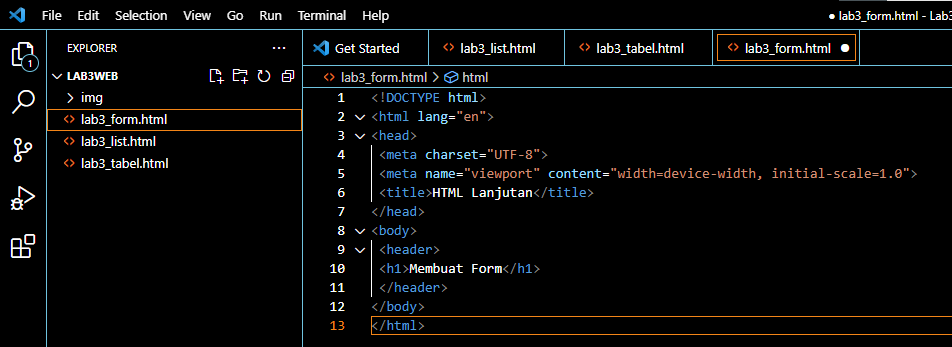 File Edit Selection View Go Run Terminal Help lab3_form.html - Lab3
EXPLORER ...
Get Started lab3_list.html lab3_tabel.html lab3_form.html
LAB3WEB
lab3_form.html > html
img
lab3_form.html
lab3_list.html
lab3_tabel.html
1
1 <!DOCTYPE html>
2 <html lang="en">
3 <head>
4 <meta charset="UTF-8">
5 <meta name="viewport" content="width=device-width, initial-scale=1.0">
6 <title>HTML Lanjutan</title>
7 </head>
8 <body>
9 <header>
10 <h1>Membuat Form</h1>
11 </header>
12 </body>
13 </html>